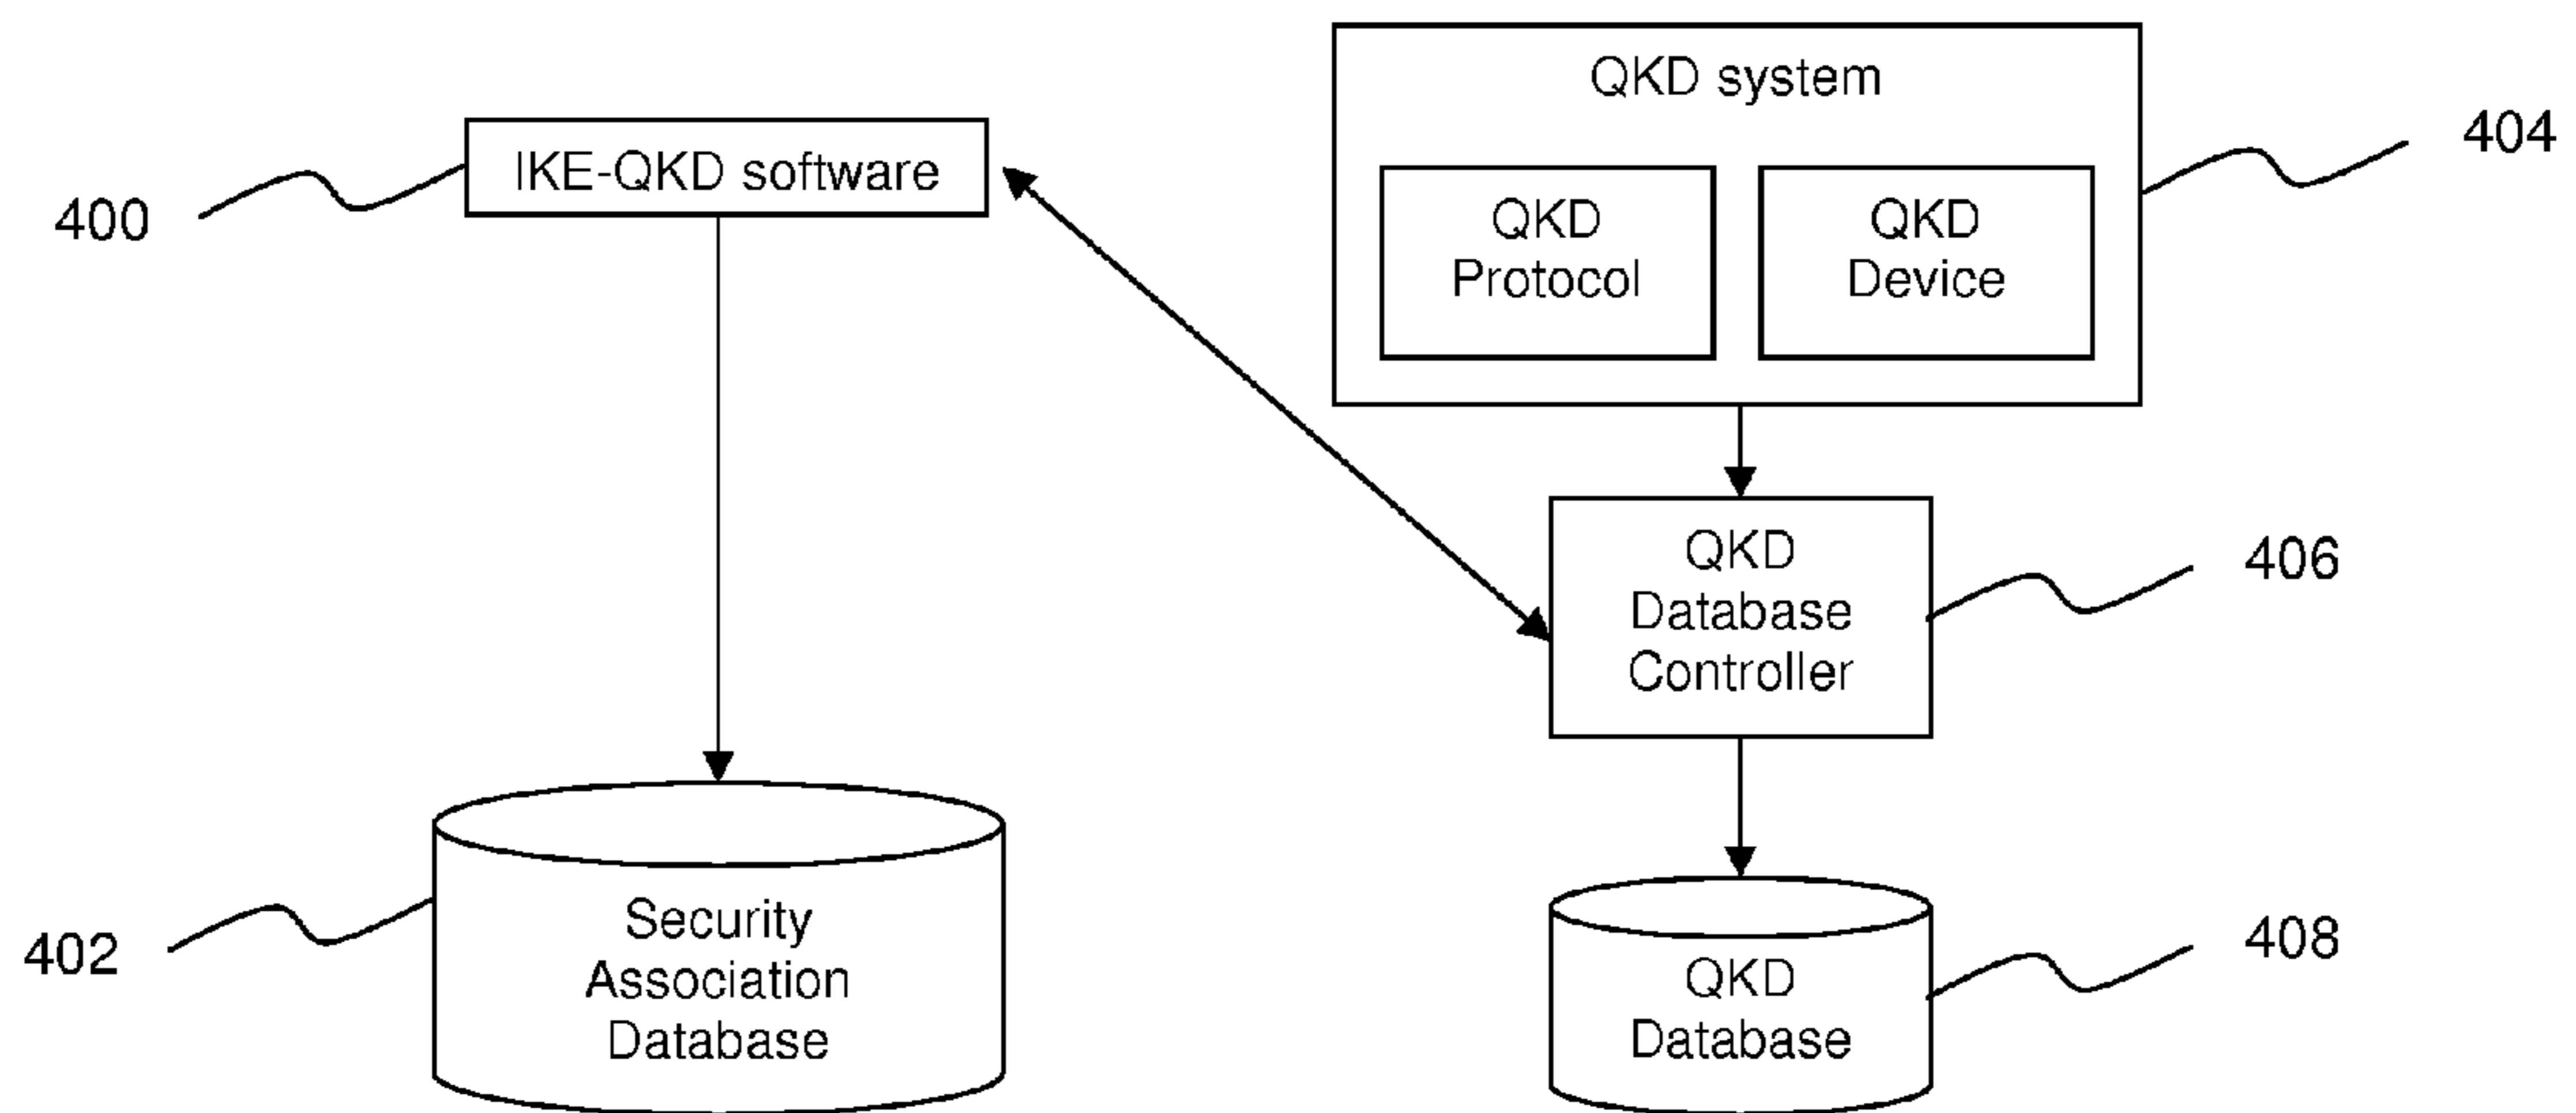 QKD system
404
IKE-QKD software
400
QKD
Protocol
QKD
Device
QKD
Database
Controller
406
Security
Association
Database
402
QKD
Database
408